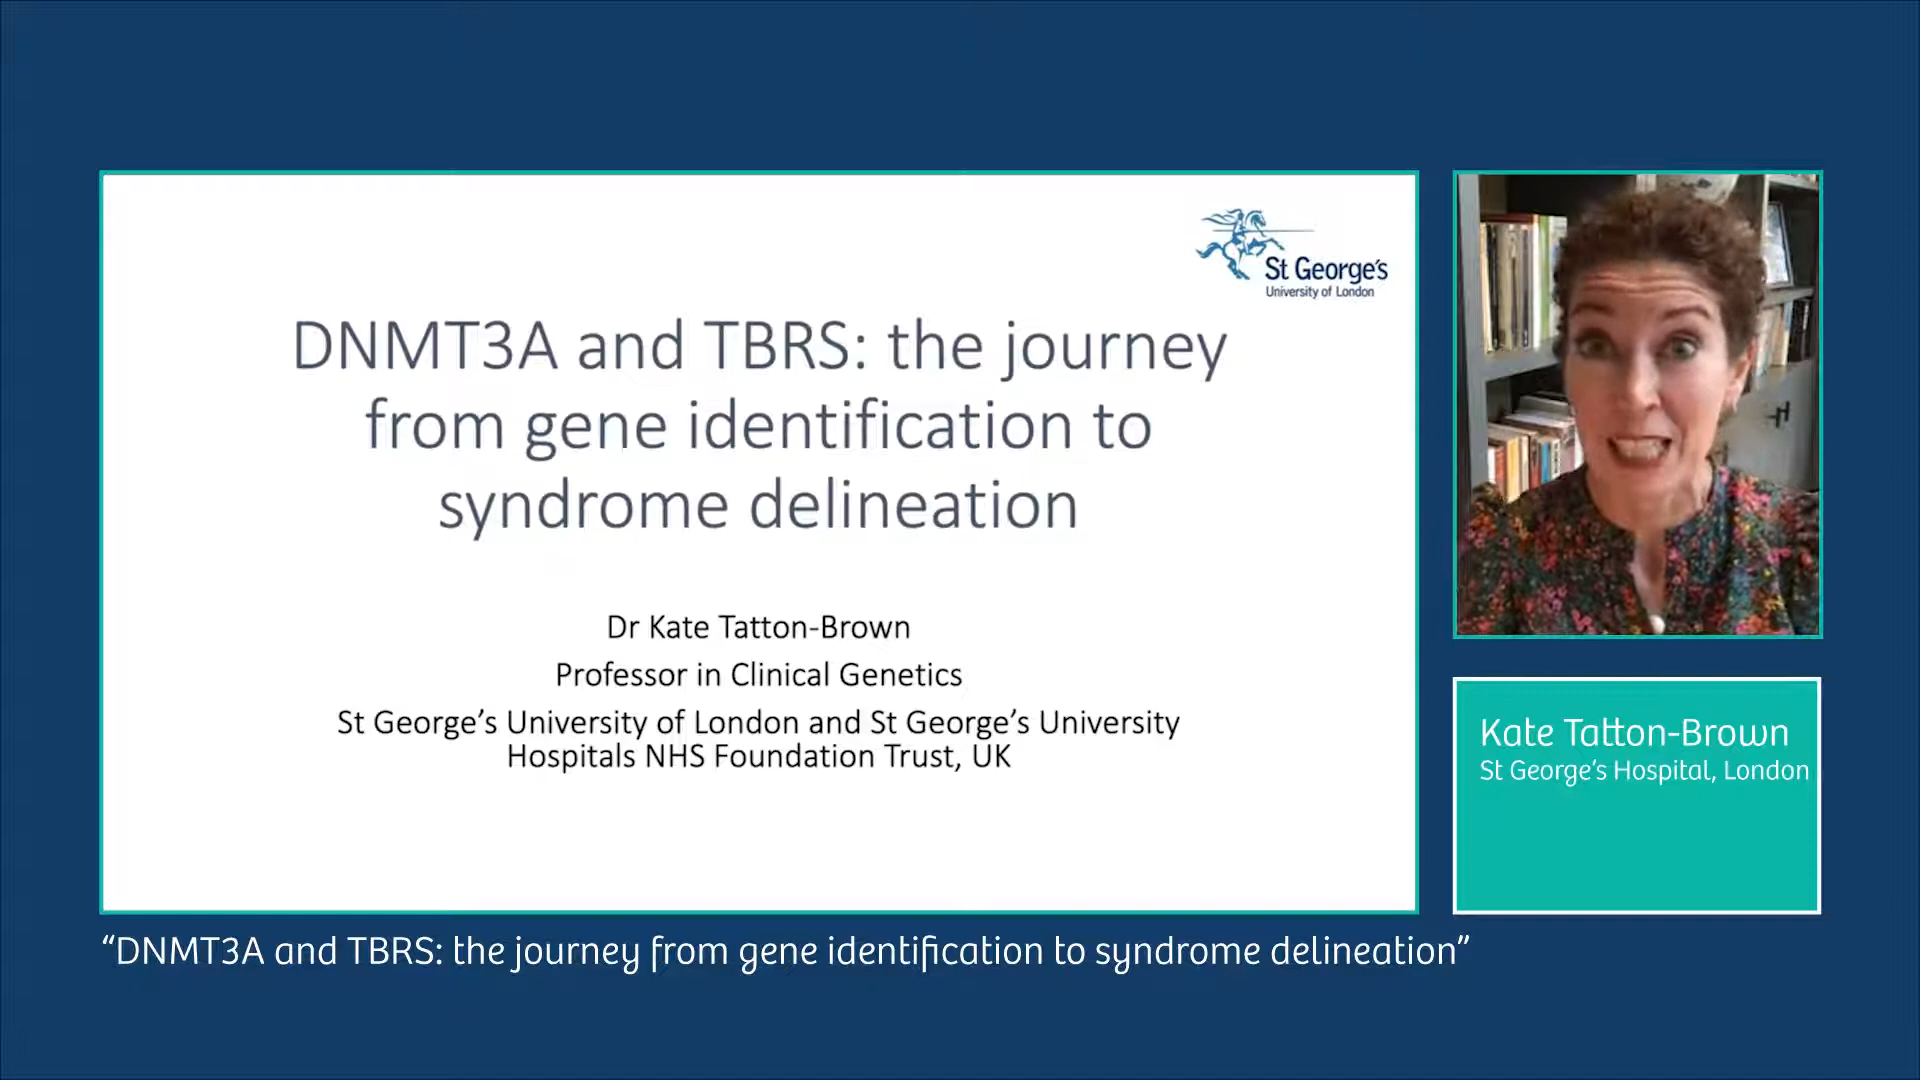 St George's
University of London
DNMT3A and TBRS: the journey
from gene identification to
syndrome delineation
Dr Kate Tatton-Brown
Professor in Clinical Genetics
St George’s University of London and St George’s University
Hospitals NHS Foundation Trust, UK
Kate Tatton-Brown
St George’s Hospital, London
“DNMT3A and TBRS: the journey from gene identification to syndrome delineation”